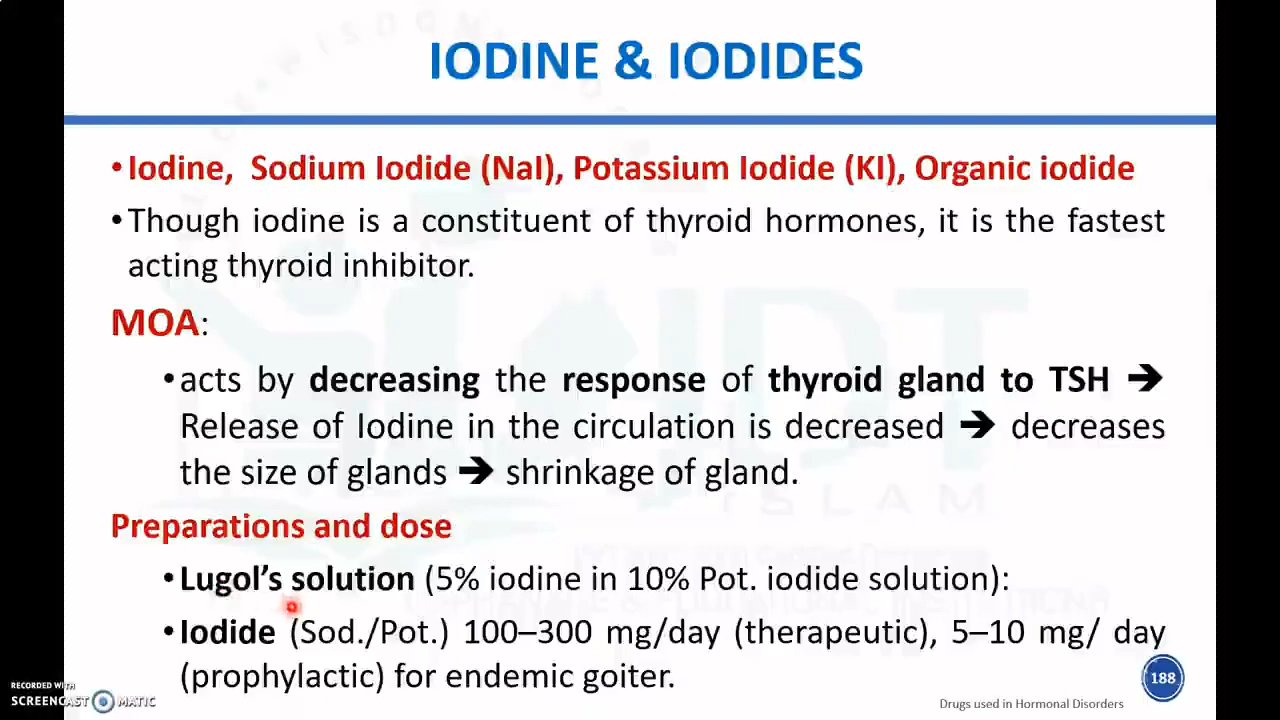 IODINE & IODIDES
•Iodine, Sodium Iodide (NaI), Potassium Iodide (KI), Organic iodide
•Though iodine is a constituent of thyroid hormones, it is the fastest
acting thyroid inhibitor.
MOA:
•acts by decreasing the response of thyroid gland to TSH ➔
Release of Iodine in the circulation is decreased ➔ decreases
the size of glands ➔ shrinkage of gland.
Preparations and dose
•Lugol’s solution (5% iodine in 10% Pot. iodide solution):
•Iodide (Sod./Pot.) 100–300 mg/day (therapeutic), 5–10 mg/ day
(prophylactic) for endemic goiter.
188
Drugs used in Hormonal Disorders
RECORDED WITH
SCREENCAST MATIC
JDT
ISLAM